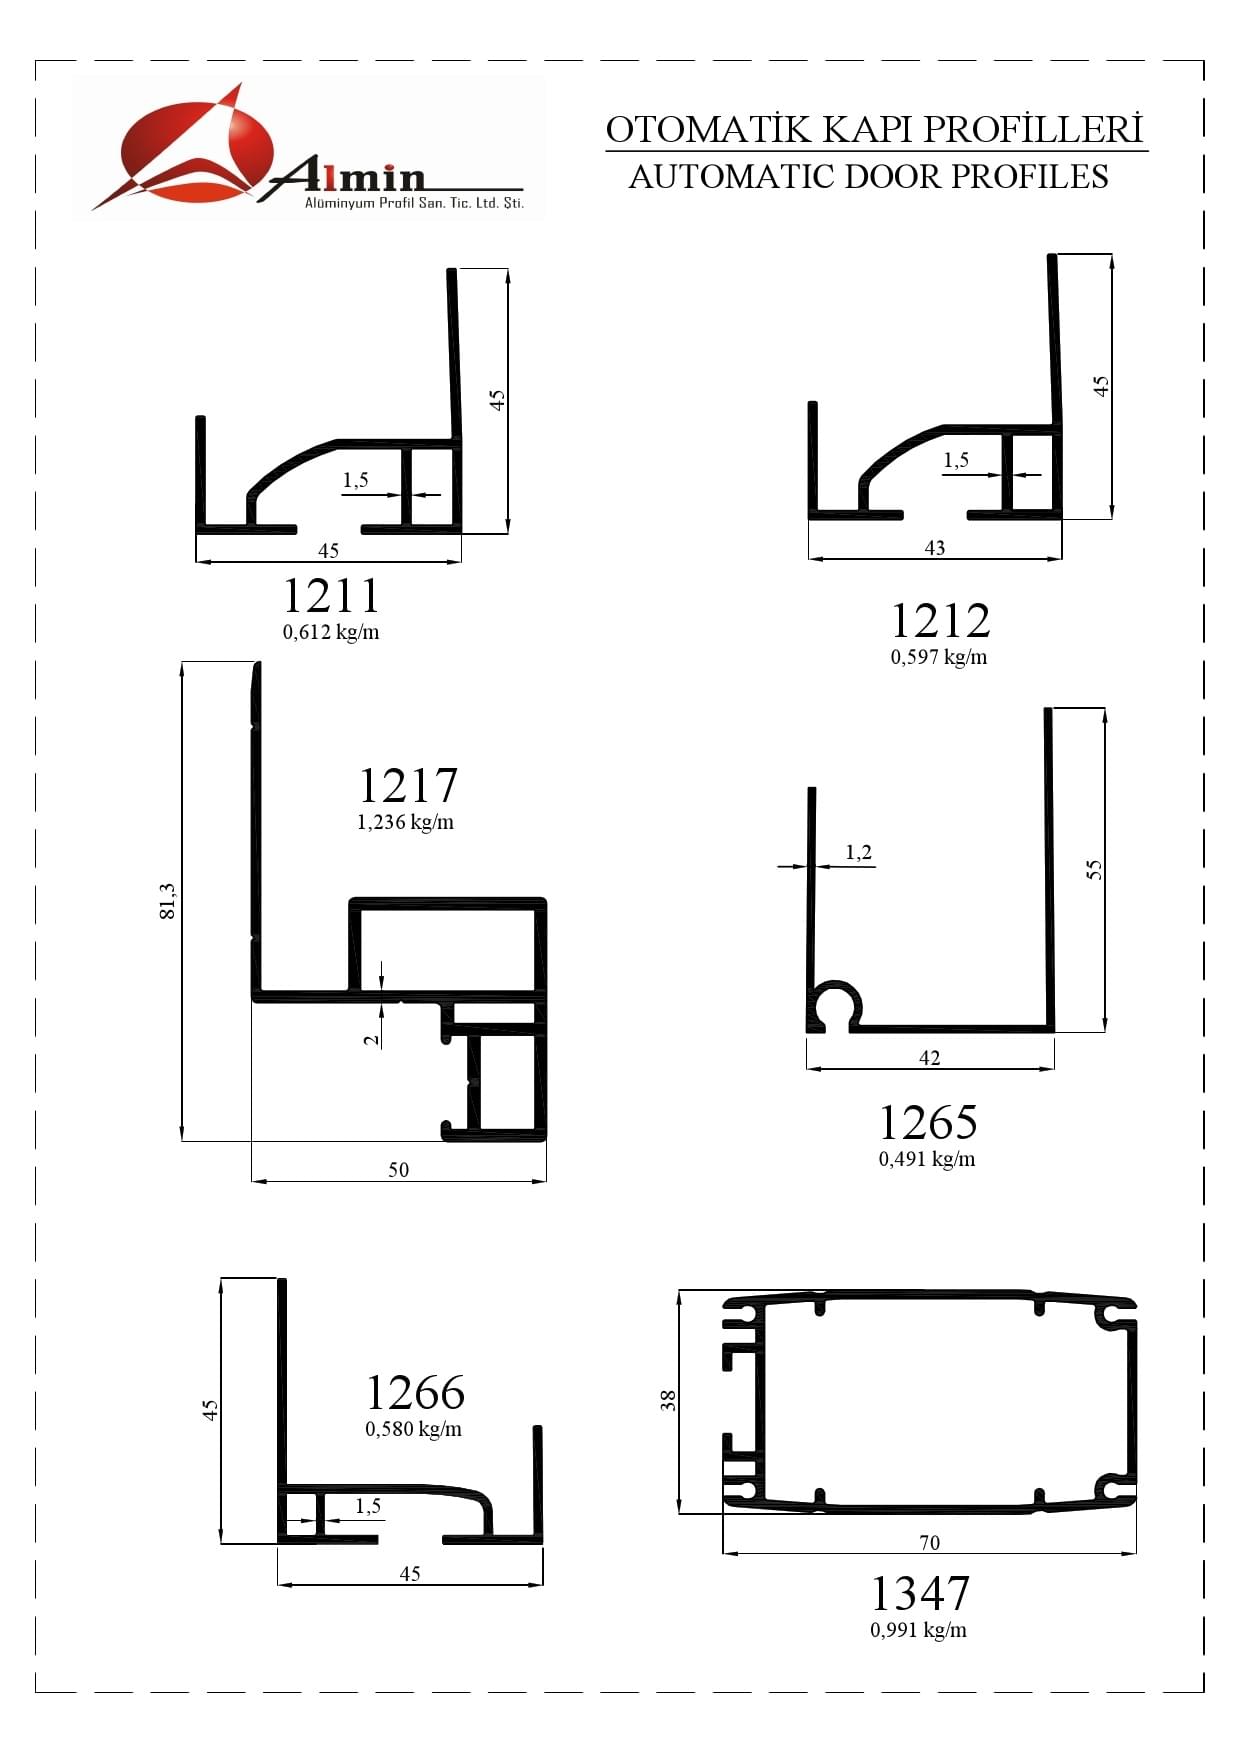 Almin
Alüminyum Profil San. Tic. Ltd. Şti.
OTOMATİK KAPI PROFİLLERİ
AUTOMATIC DOOR PROFILES
45
1,5
45
1211
0,612 kg/m
45
1,5
43
1212
0,597 kg/m
1217
1,236 kg/m
81,3
2
50
1,2
55
42
1265
0,491 kg/m
45
1266
0,580 kg/m
1,5
45
38
70
1347
0,991 kg/m